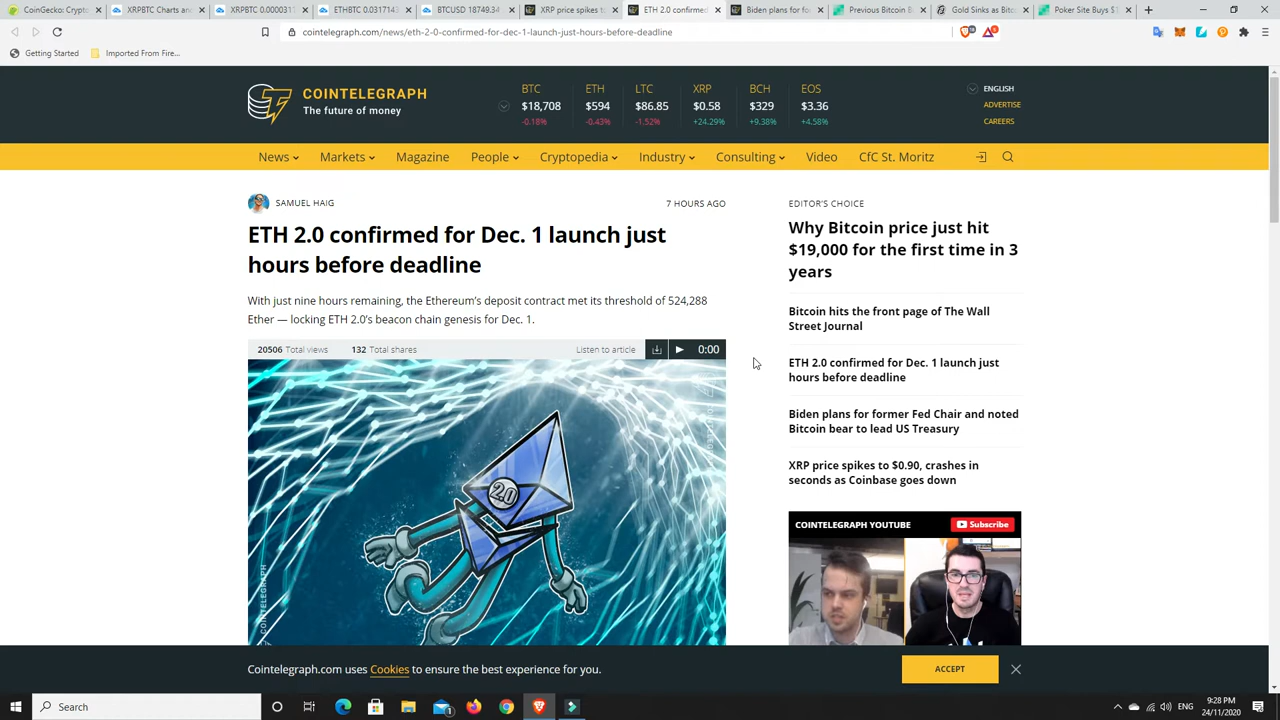 CoinGecko: Crypto
XRPBTC Charts and
XRPBTC 0.0000311
ETHBTC 0.031714
BTCUSD 18749.34
XRP price spikes t
ETH 2.0 confirmed
Biden plans for fo
Previous Bitcoin B
Gold Sinks as Bitc
Poker Site Buys $1
cointelegraph.com/news/eth-2-0-confirmed-for-dec-1-launch-just-hours-before-deadline
Getting Started
Imported From Fire...
COINTELEGRAPH
The future of money
BTC ETH LTC XRP BCH EOS
$18,708 $594 $86.85 $0.58 $329 $3.36
-0.18% -0.43% -1.52% +24.29% +9.38% +4.58%
ENGLISH
ADVERTISE
CAREERS
News Markets Magazine People Cryptopedia Industry Consulting Video CfC St. Moritz
SAMUEL HAIG
7 HOURS AGO
ETH 2.0 confirmed for Dec. 1 launch just
hours before deadline
With just nine hours remaining, the Ethereum's deposit contract met its threshold of 524,288
Ether — locking ETH 2.0's beacon chain genesis for Dec. 1.
20506 Total views 132 Total shares Listen to article 0:00
2.0
COINTELEGRAPH
EDITOR'S CHOICE
Why Bitcoin price just hit
$19,000 for the first time in 3
years
Bitcoin hits the front page of The Wall
Street Journal
ETH 2.0 confirmed for Dec. 1 launch just
hours before deadline
Biden plans for former Fed Chair and noted
Bitcoin bear to lead US Treasury
XRP price spikes to $0.90, crashes in
seconds as Coinbase goes down
COINTELEGRAPH YOUTUBE
Subscribe
Cointelegraph.com uses Cookies to ensure the best experience for you.
ACCEPT
Search
ENG
9:28 PM
24/11/2020